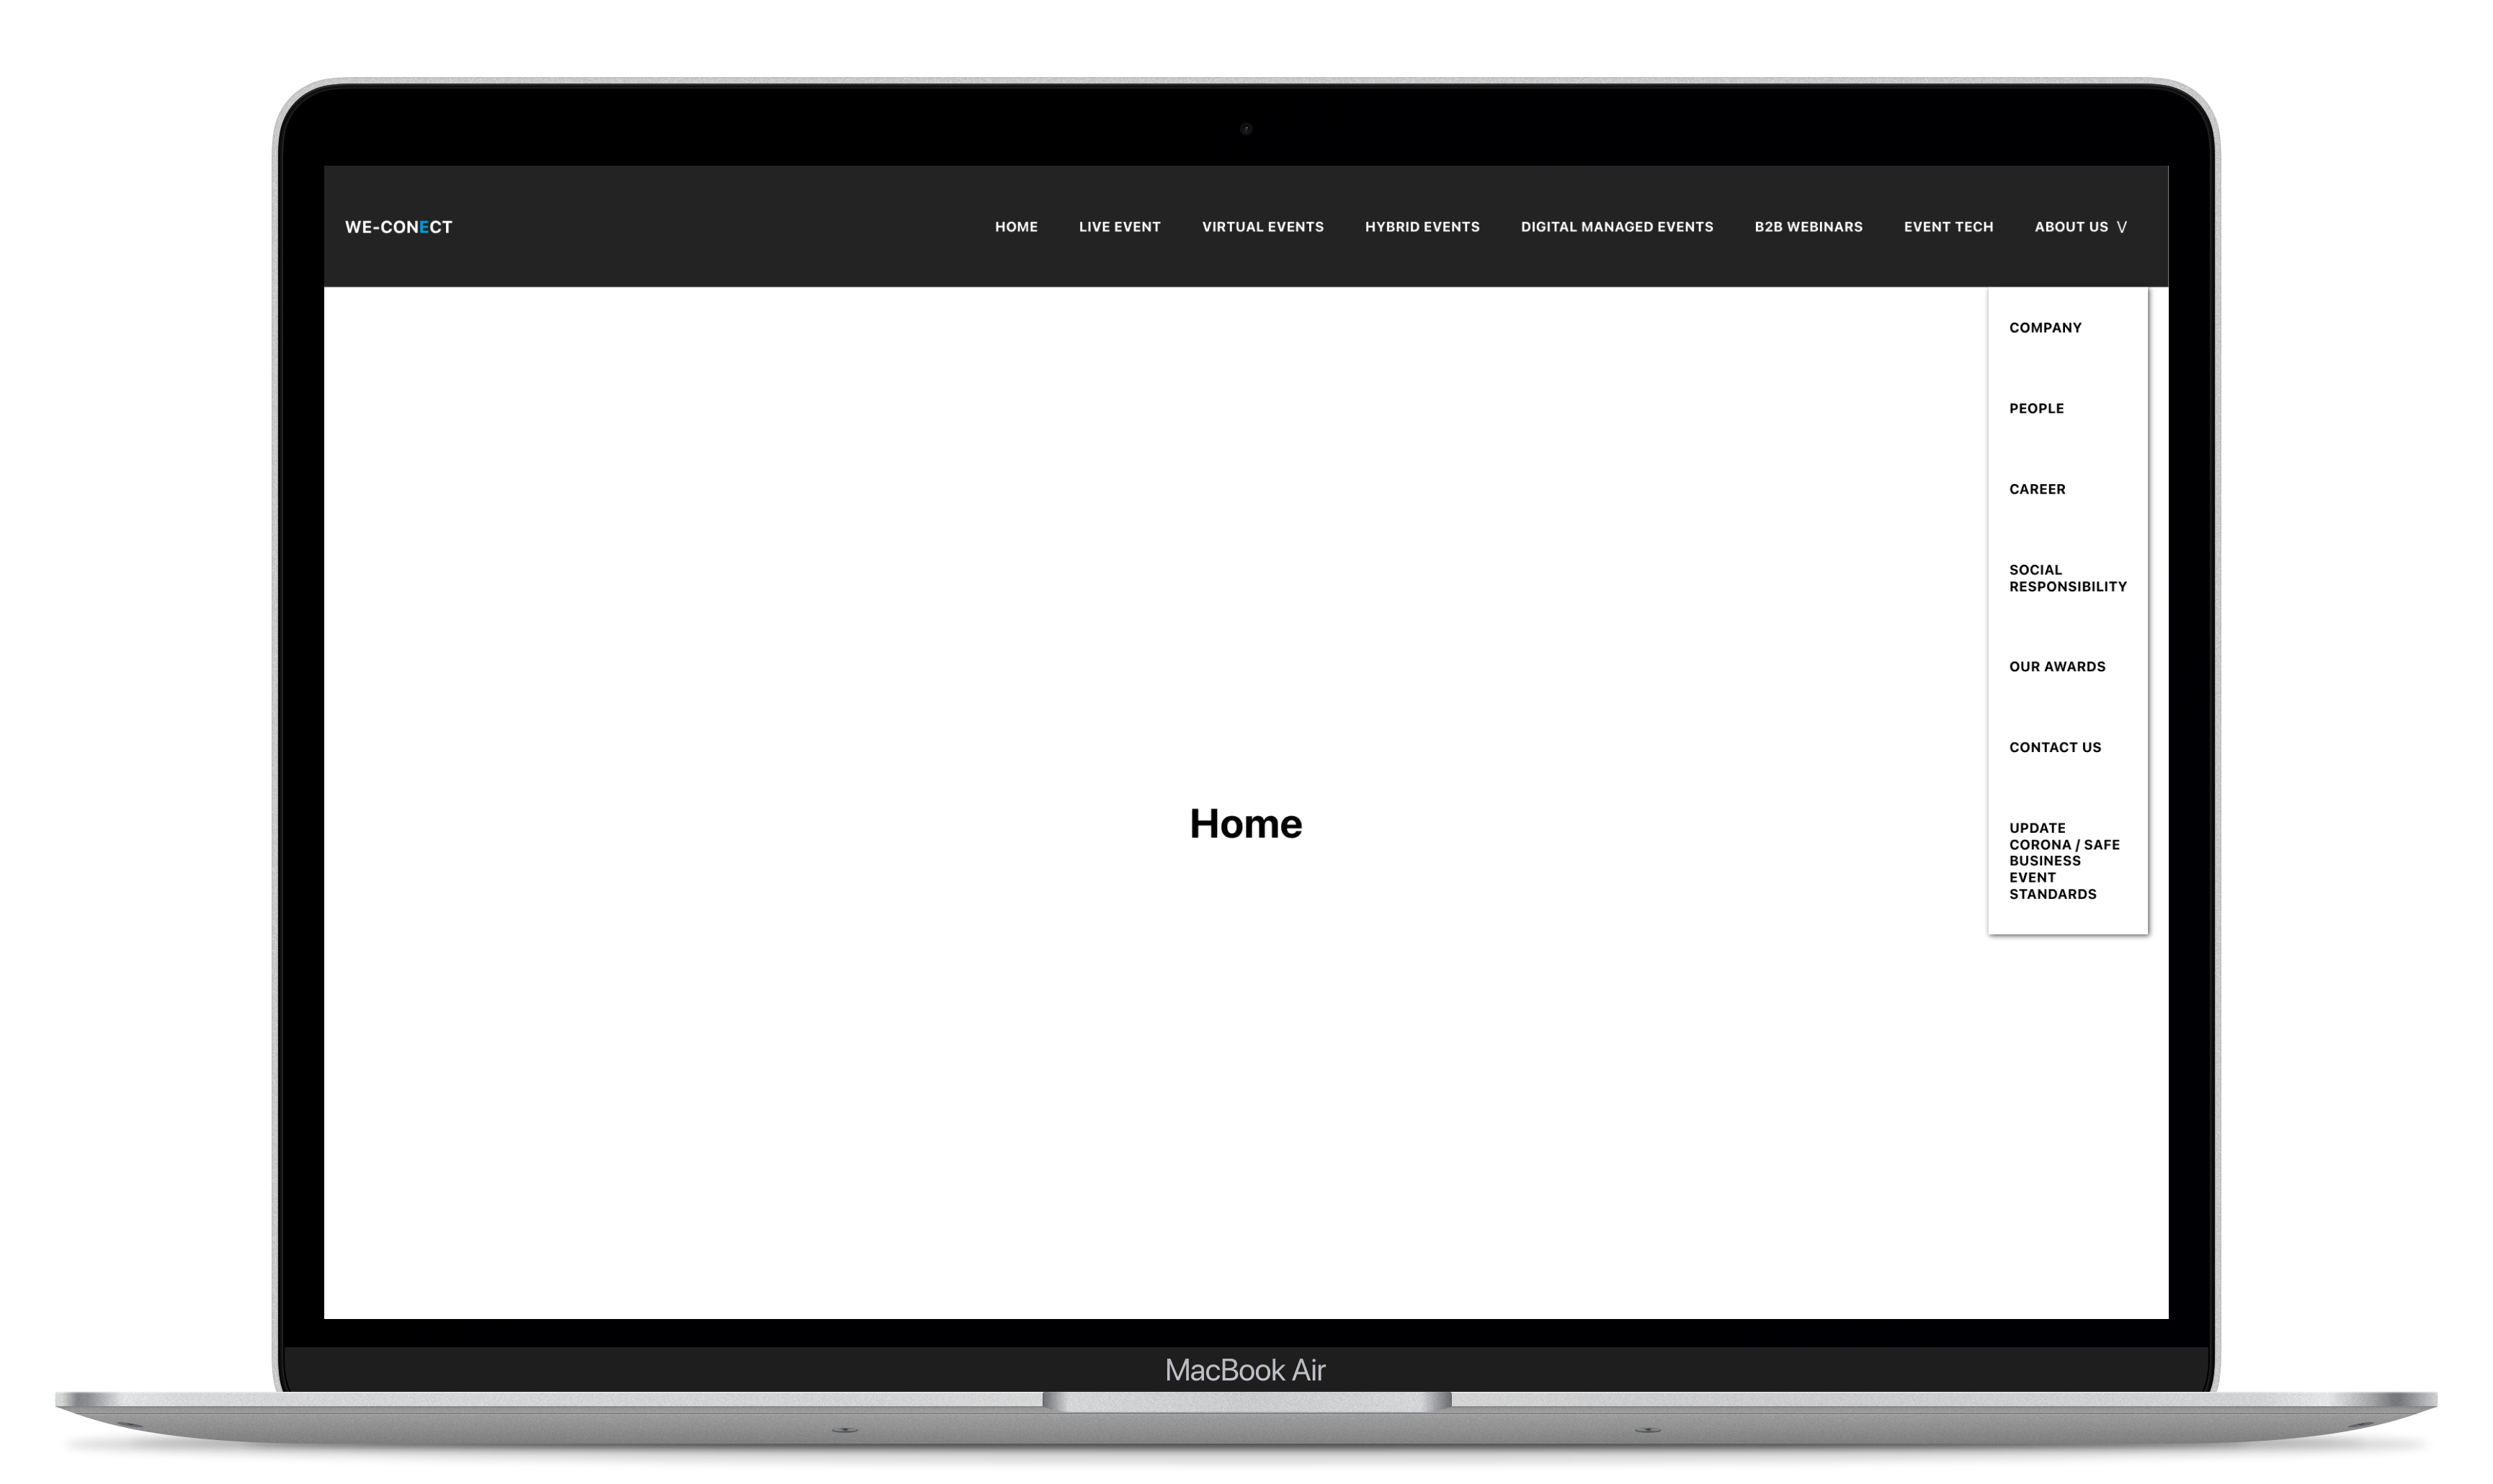 WE-CONECT
HOME LIVE EVENT VIRTUAL EVENTS HYBRID EVENTS DIGITAL MANAGED EVENTS B2B WEBINARS EVENT TECH ABOUT US V
COMPANY
PEOPLE
CAREER
SOCIAL
RESPONSIBILITY
OUR AWARDS
CONTACT US
UPDATE
CORONA / SAFE
BUSINESS
EVENT
STANDARDS
Home
MacBook Air